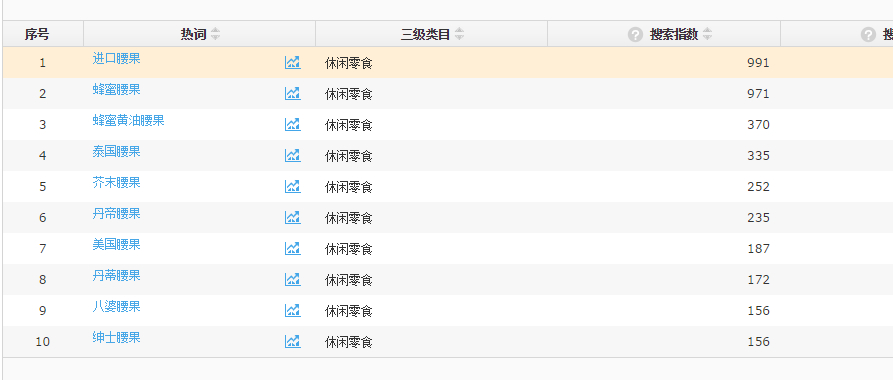 序号 热词 三级类目 ? 搜索指数 ?
1 进口腰果 休闲零食 991
2 蜂蜜腰果 休闲零食 971
3 蜂蜜黄油腰果 休闲零食 370
4 泰国腰果 休闲零食 335
5 芥末腰果 休闲零食 252
6 丹帝腰果 休闲零食 235
7 美国腰果 休闲零食 187
8 丹蒂腰果 休闲零食 172
9 八婆腰果 休闲零食 156
10 绅士腰果 休闲零食 156